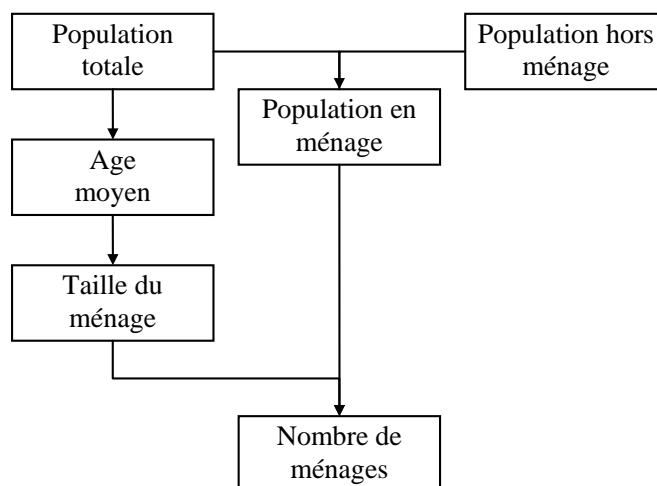 Population
totale
Population hors
ménage
Population en
ménage
Age
moyen
Taille du
ménage
Nombre de
ménages